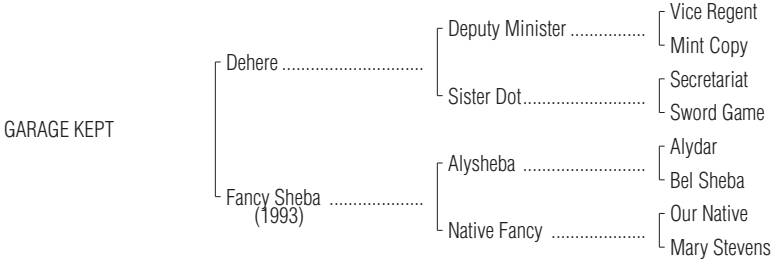 Vice Regent
Deputy Minister ................
Mint Copy
Dehere .............................
Secretariat
Sister Dot..........................
Sword Game
GARAGE KEPT
Alydar
Alysheba .........................
Bel Sheba
Fancy Sheba ...................
(1993)
Our Native
Native Fancy ...................
Mary Stevens